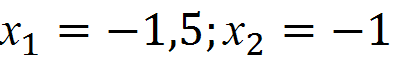 x₁ = −1,5; x₂ = −1